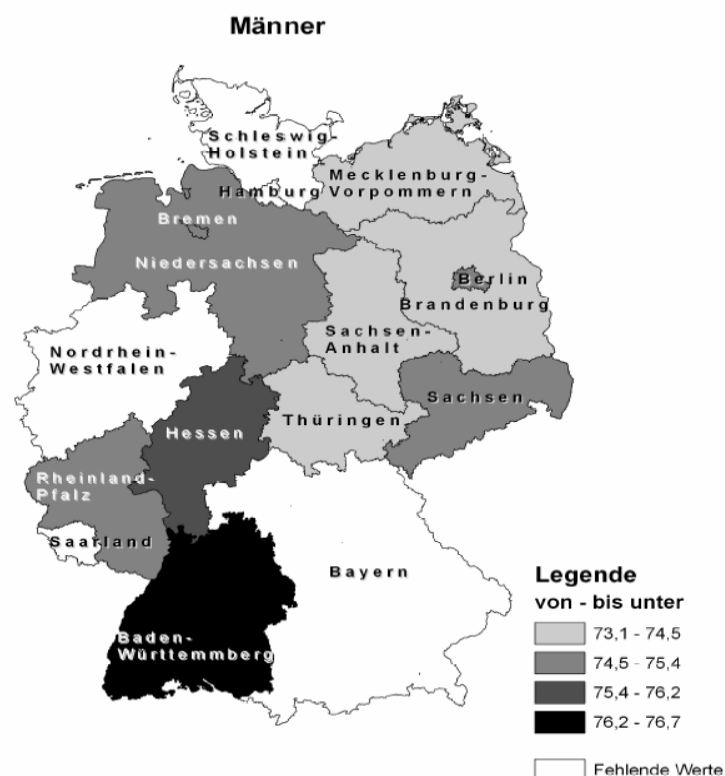 Männer
Schleswig-
Holstein
Mecklenburg-
Vorpommern
Hamburg
Bremen
Niedersachsen
Berlin
Brandenburg
Sachsen-
Anhalt
Nordrhein-
Westfalen
Sachsen
Thüringen
Hessen
Rheinland-
Pfalz
Saarland
Bayern
Baden-
Württemmberg
Legende
von - bis unter
73,1 - 74,5
74,5 - 75,4
75,4 - 76,2
76,2 - 76,7
Fehlende Werte